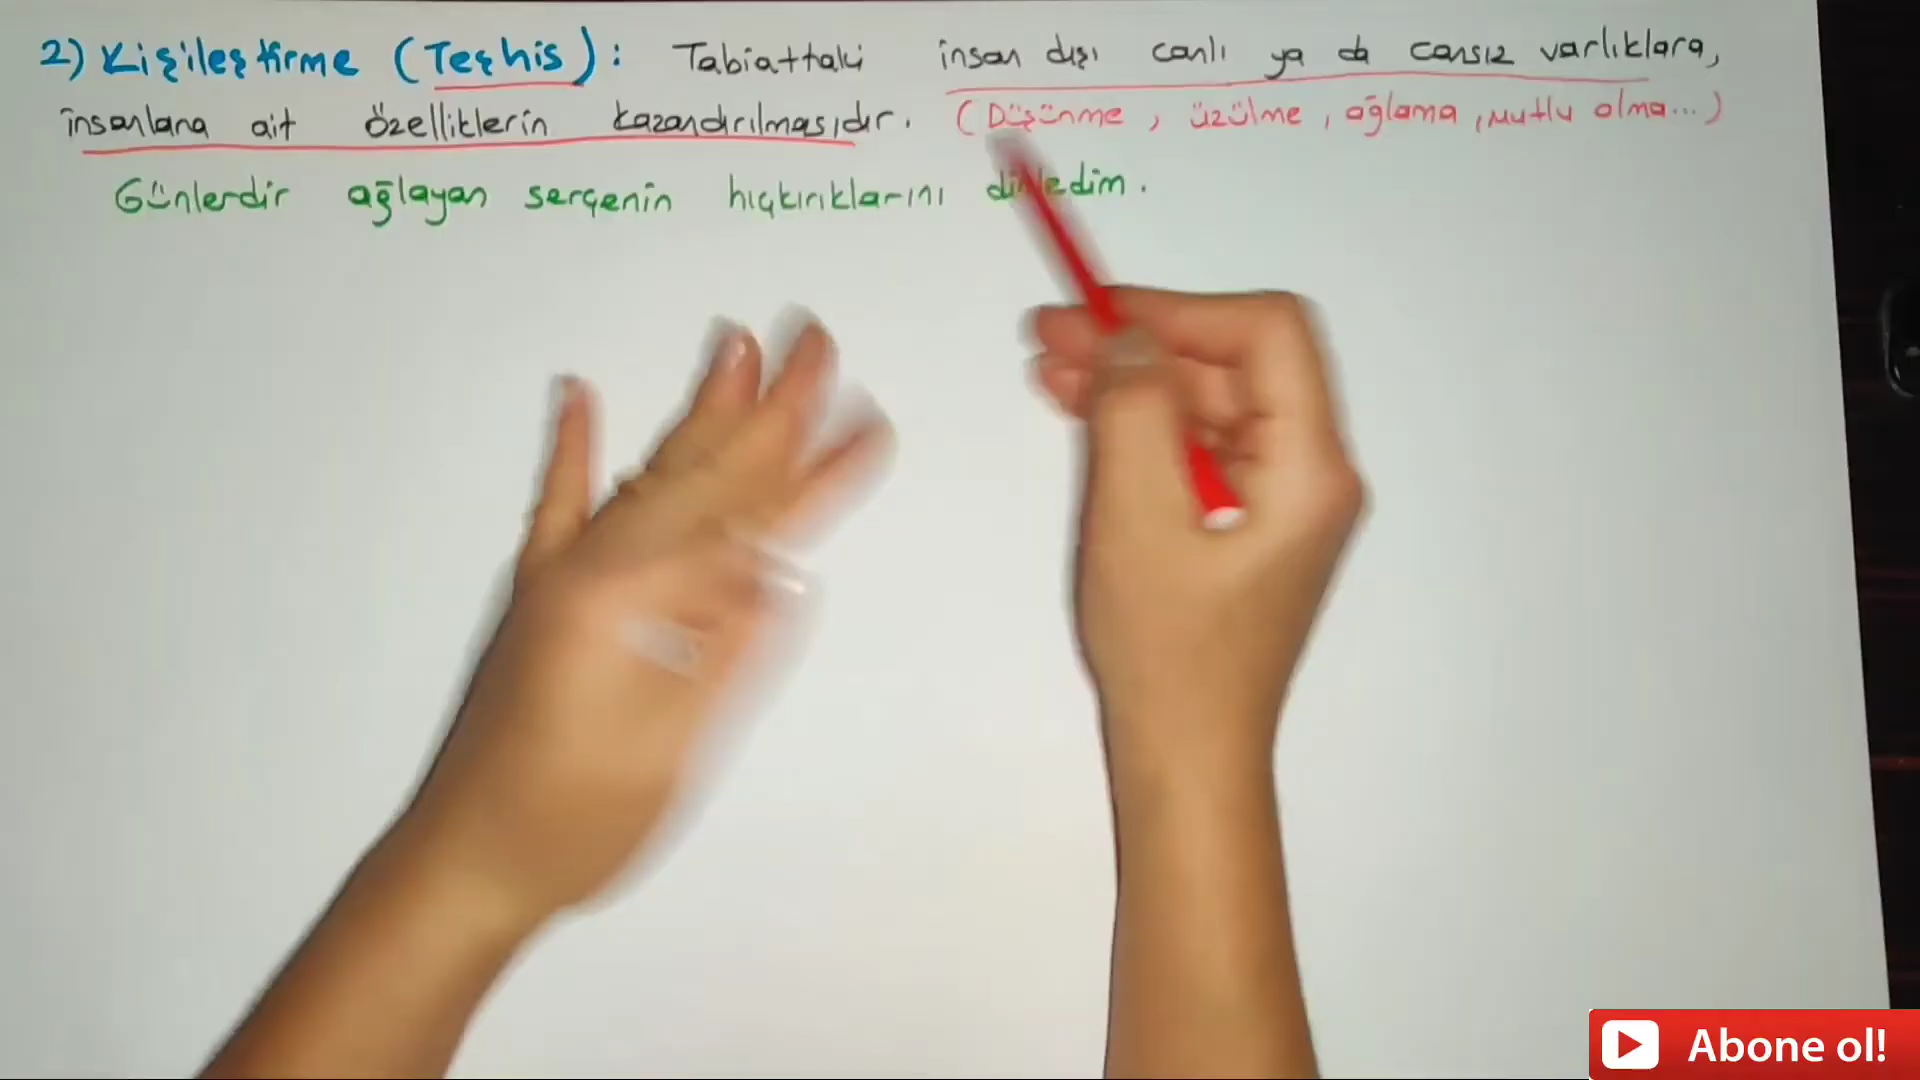 2) Kişileştirme (Teşhis): Tabiattaki insan dışı canlı ya da cansız varlıklara,
insanlara ait özelliklerin kazandırılmasıdır. (Düşünme, üzülme, ağlama, mutlu olma...)
Günlerdir ağlayan serçenin hıçkırıklarını dinledim.
Abone ol!